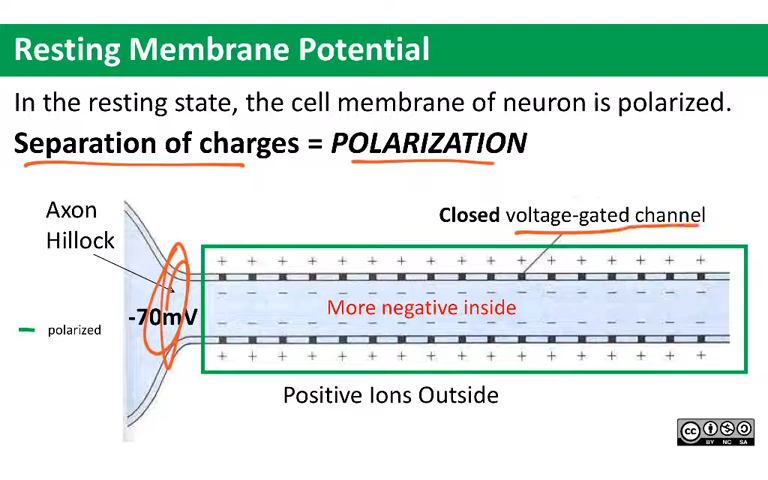 Resting Membrane Potential
In the resting state, the cell membrane of neuron is polarized.
Separation of charges = POLARIZATION
Axon
Hillock
Closed voltage-gated channel
+ + + + + + + + + + + + + + + + +
− − − − − − − − − − − − − − − − −
More negative inside
-70mV
polarized
− − − − − − − − − − − − − − − − −
+ + + + + + + + + + + + + + + + +
Positive Ions Outside
cc
BY NC SA